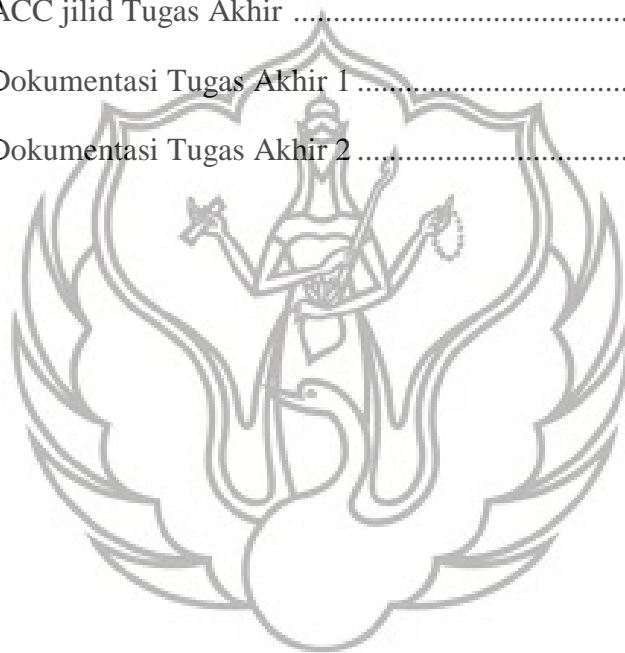 ACC jilid Tugas Akhir ....................................
Dokumentasi Tugas Akhir 1 .............................
Dokumentasi Tugas Akhir 2 .............................